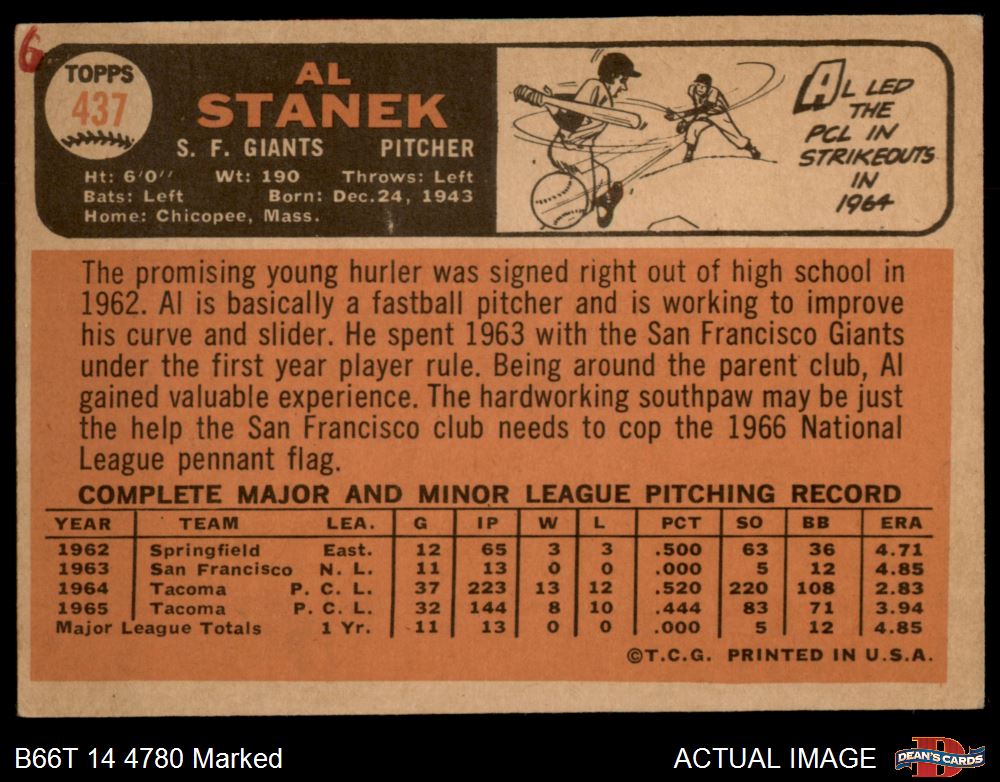 6
TOPPS
437
AL
STANEK
S. F. GIANTS PITCHER
Ht: 6'0" Wt: 190 Throws: Left
Bats: Left Born: Dec.24, 1943
Home: Chicopee, Mass.
AL LED
THE
PCL IN
STRIKEOUTS
IN
1964
The promising young hurler was signed right out of high school in
1962. Al is basically a fastball pitcher and is working to improve
his curve and slider. He spent 1963 with the San Francisco Giants
under the first year player rule. Being around the parent club, Al
gained valuable experience. The hardworking southpaw may be just
the help the San Francisco club needs to cop the 1966 National
League pennant flag.
COMPLETE MAJOR AND MINOR LEAGUE PITCHING RECORD
YEAR TEAM LEA. G IP W L PCT SO BB ERA
1962 Springfield East. 12 65 3 3 .500 63 36 4.71
1963 San Francisco N. L. 11 13 0 0 .000 5 12 4.85
1964 Tacoma P. C. L. 37 223 13 12 .520 220 108 2.83
1965 Tacoma P. C. L. 32 144 8 10 .444 83 71 3.94
Major League Totals 1 Yr. 11 13 0 0 .000 5 12 4.85
©T.C.G. PRINTED IN U.S.A.
B66T 14 4780 Marked
ACTUAL IMAGE
D
DEAN'S CARDS